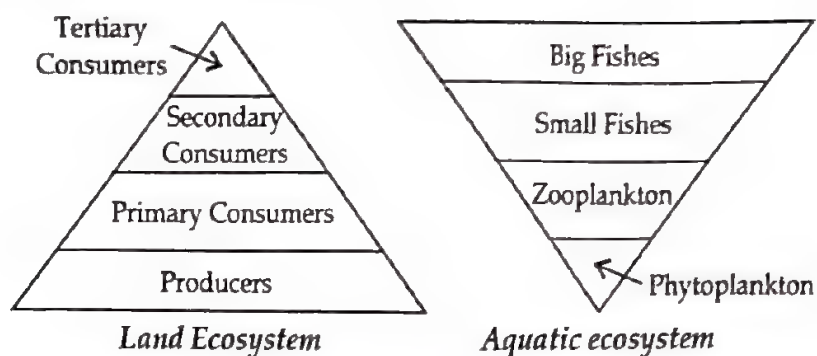 Tertiary
Consumers
Secondary
Consumers
Primary Consumers
Producers
Land Ecosystem
Big Fishes
Small Fishes
Zooplankton
Phytoplankton
Aquatic ecosystem